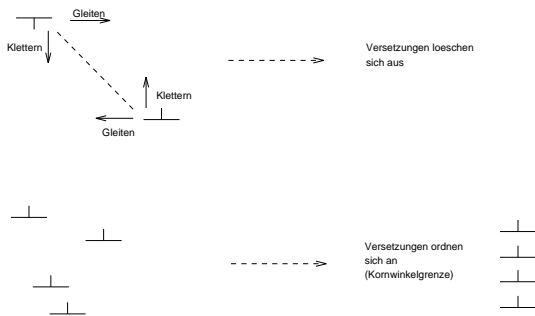 Gleiten
Klettern
Klettern
Gleiten
Versetzungen loeschen
sich aus
Versetzungen ordnen
sich an
(Kornwinkelgrenze)